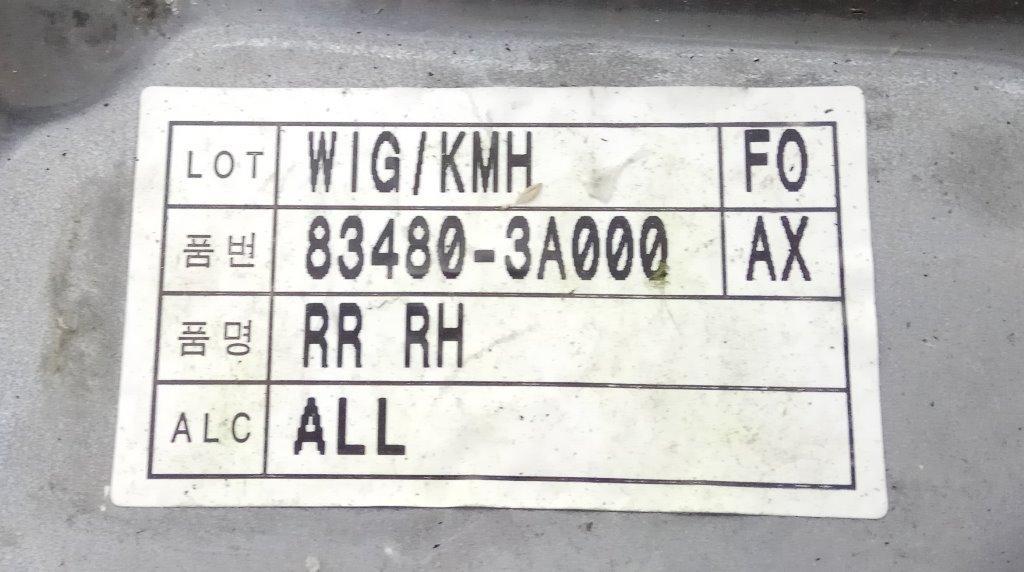 LOT WIG/KMH FO
품번 83480-3A000 AX
품명 RR RH
ALC ALL